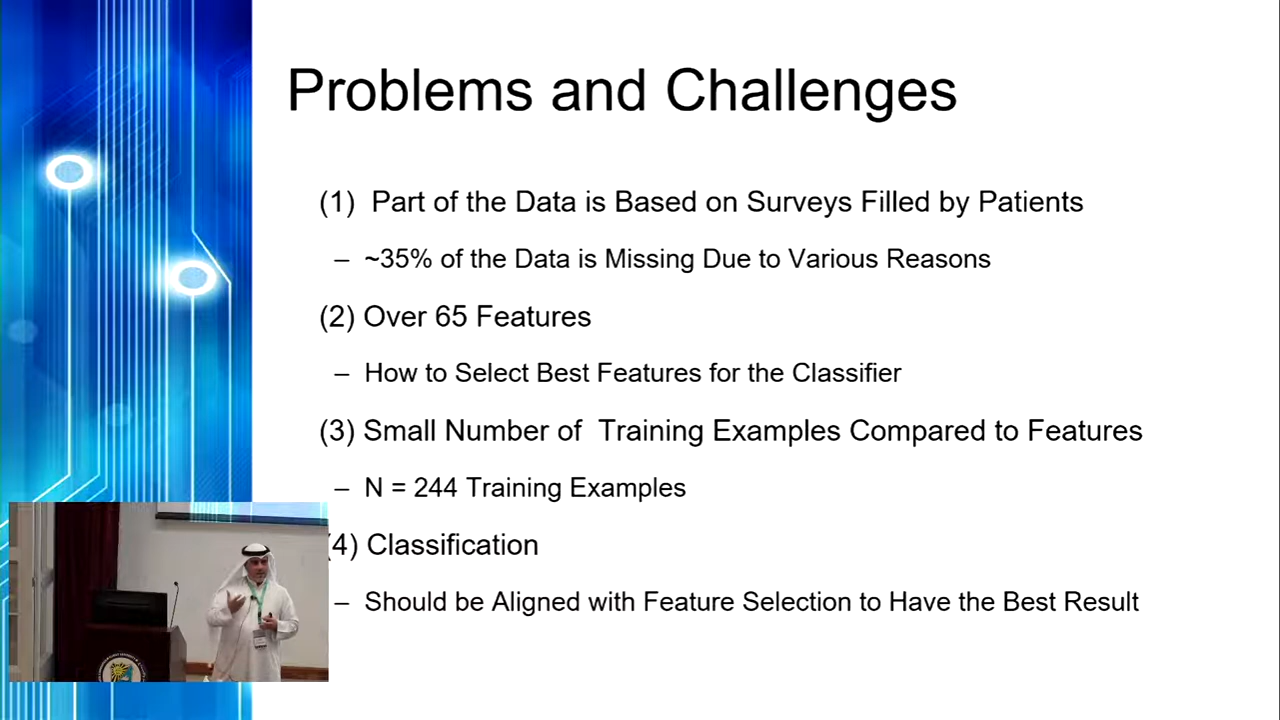 Problems and Challenges
(1) Part of the Data is Based on Surveys Filled by Patients
– ~35% of the Data is Missing Due to Various Reasons
(2) Over 65 Features
– How to Select Best Features for the Classifier
(3) Small Number of Training Examples Compared to Features
– N = 244 Training Examples
(4) Classification
– Should be Aligned with Feature Selection to Have the Best Result